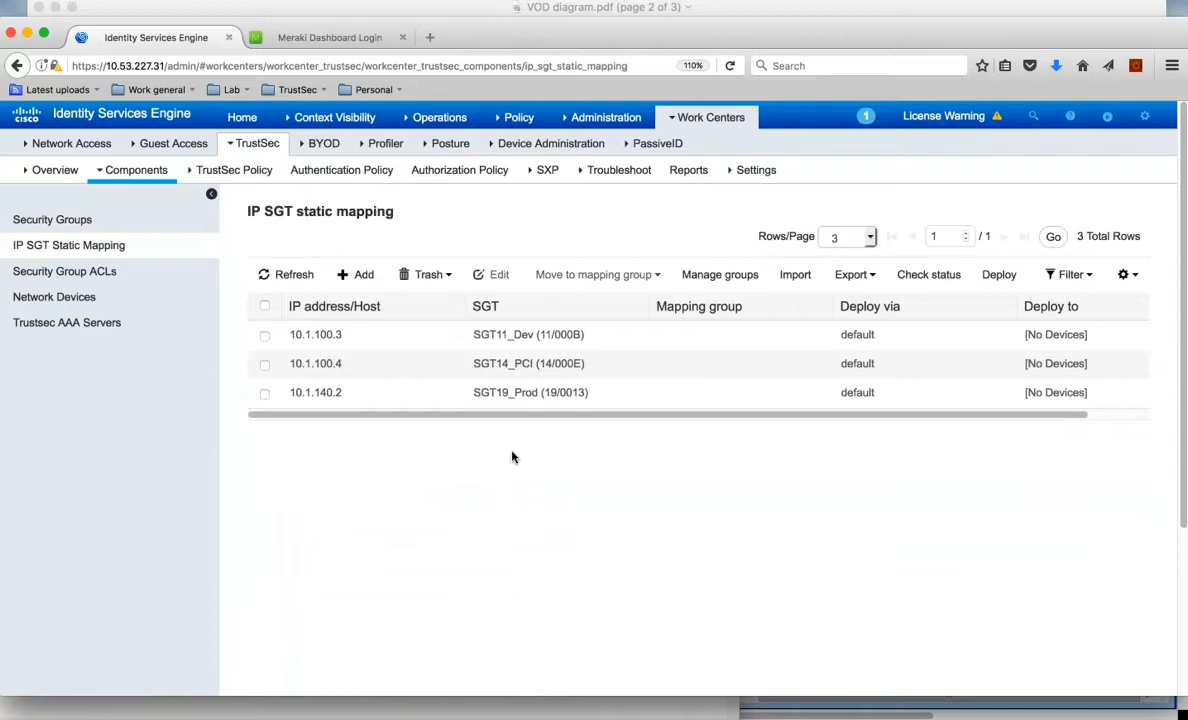 VOD diagram.pdf (page 2 of 3)
Identity Services Engine
Meraki Dashboard Login
https://10.53.227.31/admin/#workcenters/workcenter_trustsec/workcenter_trustsec_components/ip_sgt_static_mapping
110%
Search
Latest uploads
Work general
Lab
TrustSec
Personal
CISCO
Identity Services Engine
Home
Context Visibility
Operations
Policy
Administration
Work Centers
1
License Warning
Network Access
Guest Access
TrustSec
BYOD
Profiler
Posture
Device Administration
PassiveID
Overview
Components
TrustSec Policy
Authentication Policy
Authorization Policy
SXP
Troubleshoot
Reports
Settings
Security Groups
IP SGT Static Mapping
Security Group ACLs
Network Devices
Trustsec AAA Servers
IP SGT static mapping
Rows/Page 3 1 / 1 Go 3 Total Rows
Refresh Add Trash Edit Move to mapping group Manage groups Import Export Check status Deploy Filter
IP address/Host SGT Mapping group Deploy via Deploy to
10.1.100.3 SGT11_Dev (11/000B) default [No Devices]
10.1.100.4 SGT14_PCI (14/000E) default [No Devices]
10.1.140.2 SGT19_Prod (19/0013) default [No Devices]